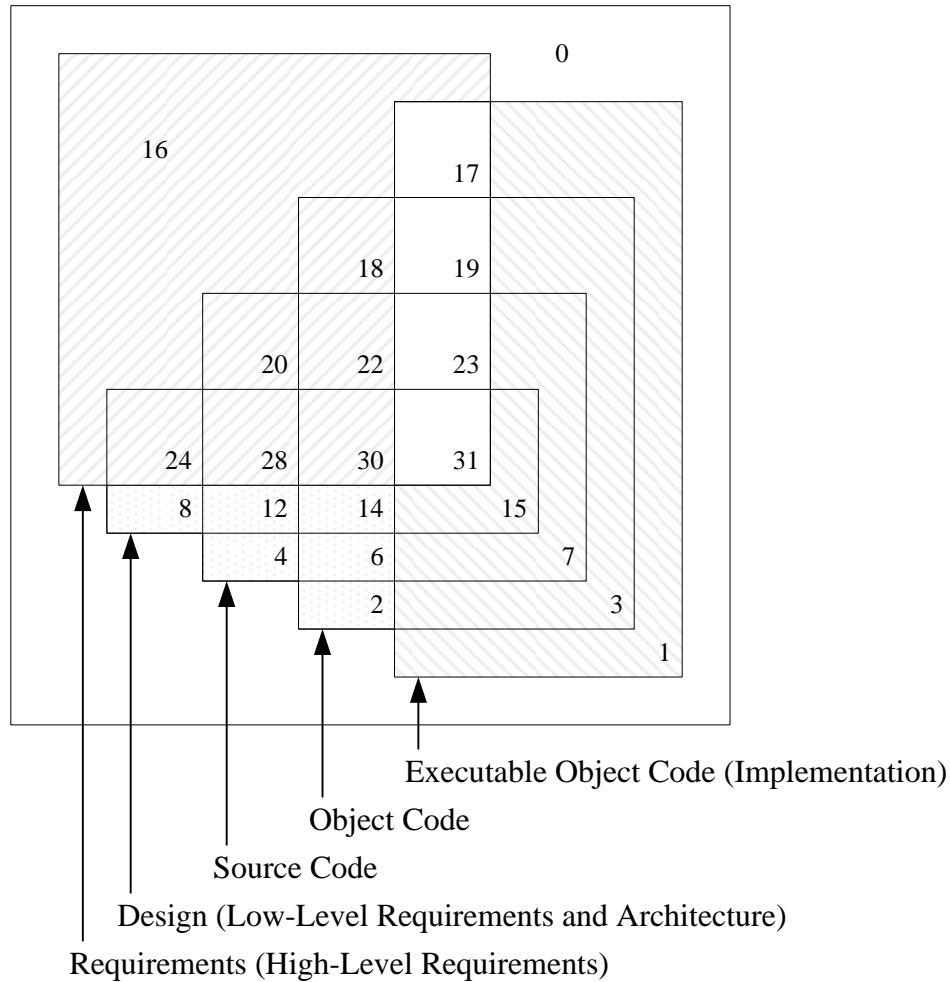 0
16
17
18 19
20 22 23
24 28 30 31
8 12 14 15
4 6 7
2 3
1
Executable Object Code (Implementation)
Object Code
Source Code
Design (Low-Level Requirements and Architecture)
Requirements (High-Level Requirements)